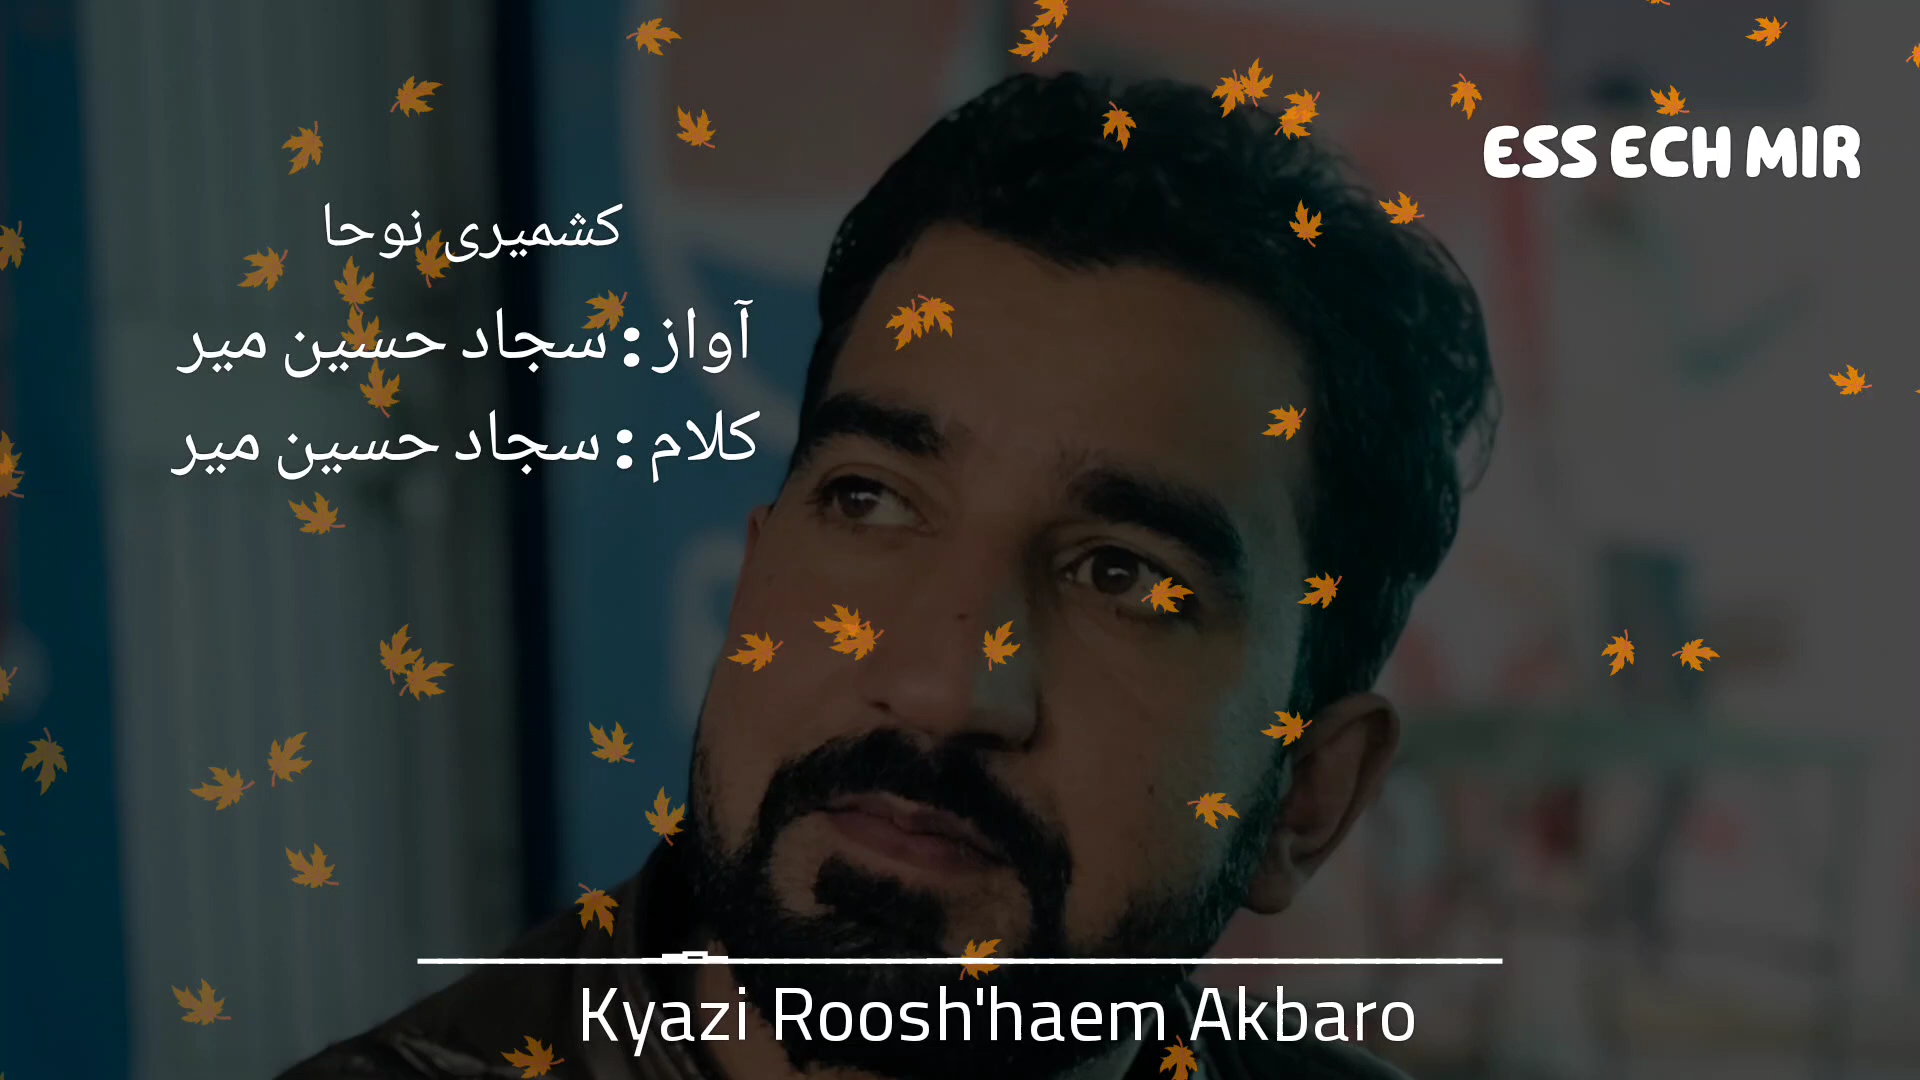 ESS ECH MIR
کشمیری نوحا
آواز : سجاد حسین میر
کلام : سجاد حسین میر
Kyazi Roosh'haem Akbaro